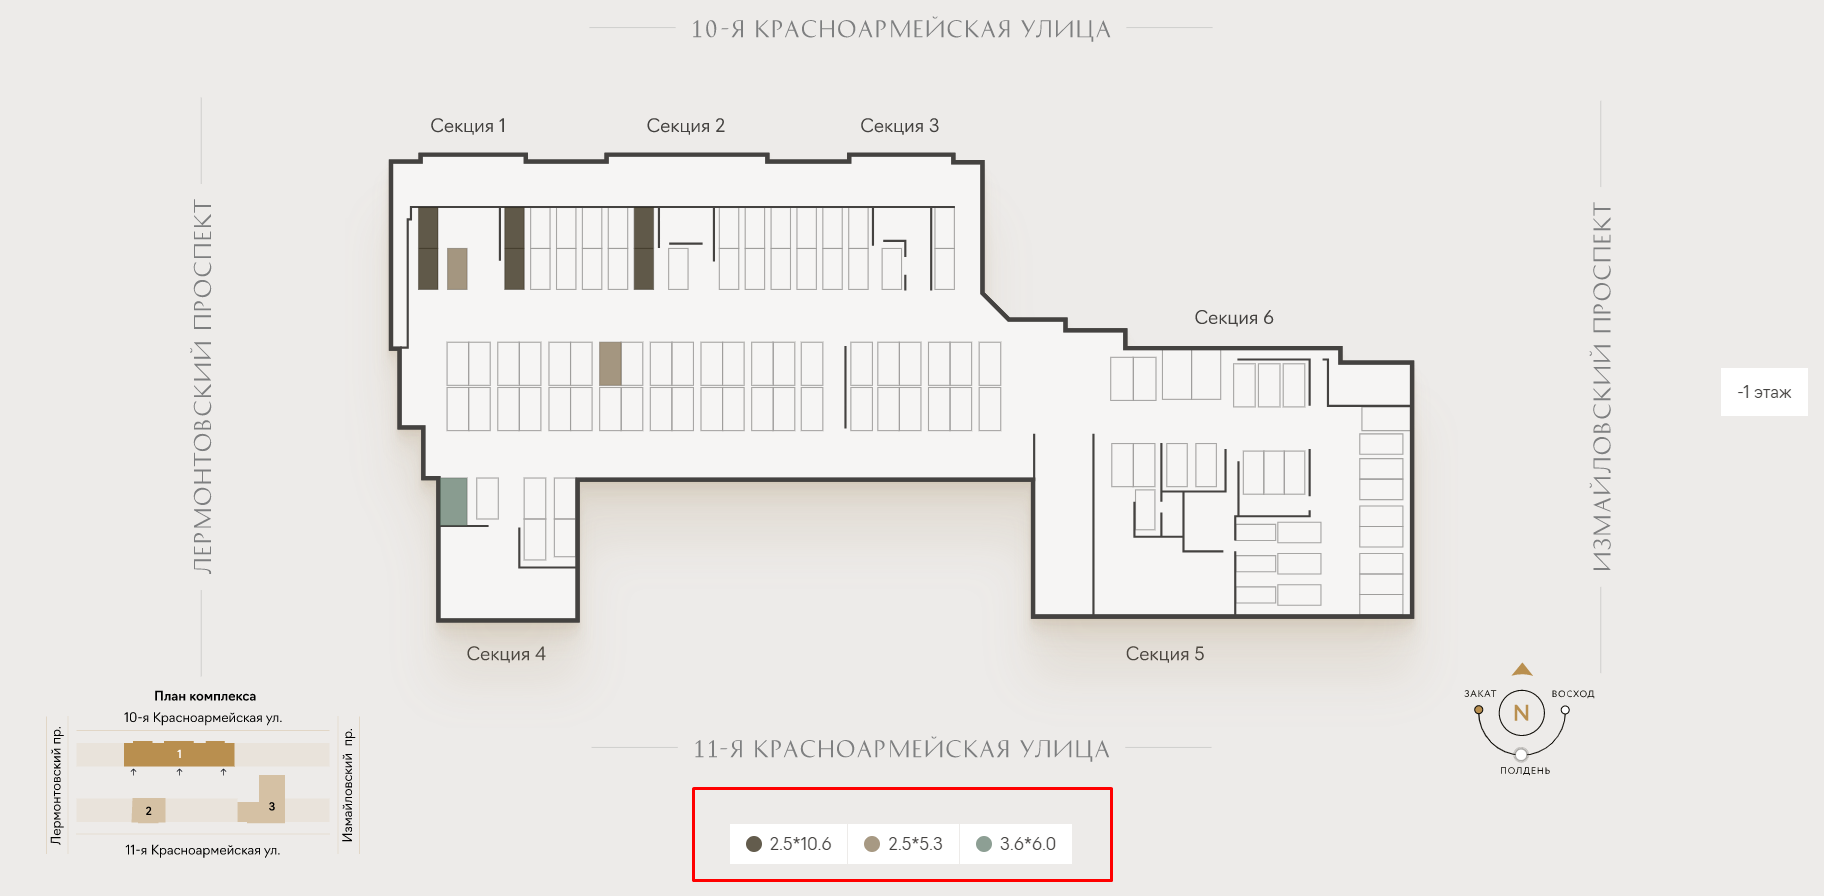 10-Я КРАСНОАРМЕЙСКАЯ УЛИЦА
Секция 1
Секция 2
Секция 3
ЛЕРМОНТОВСКИЙ ПРОСПЕКТ
ИЗМАЙЛОВСКИЙ ПРОСПЕКТ
Секция 6
-1 этаж
Секция 4
Секция 5
План комплекса
10-я Красноармейская ул.
Лермонтовский пр.
Измайловский пр.
1
2
3
11-я Красноармейская ул.
11-Я КРАСНОАРМЕЙСКАЯ УЛИЦА
ЗАКАТ
ВОСХОД
N
ПОЛДЕНЬ
2.5*10.6
2.5*5.3
3.6*6.0